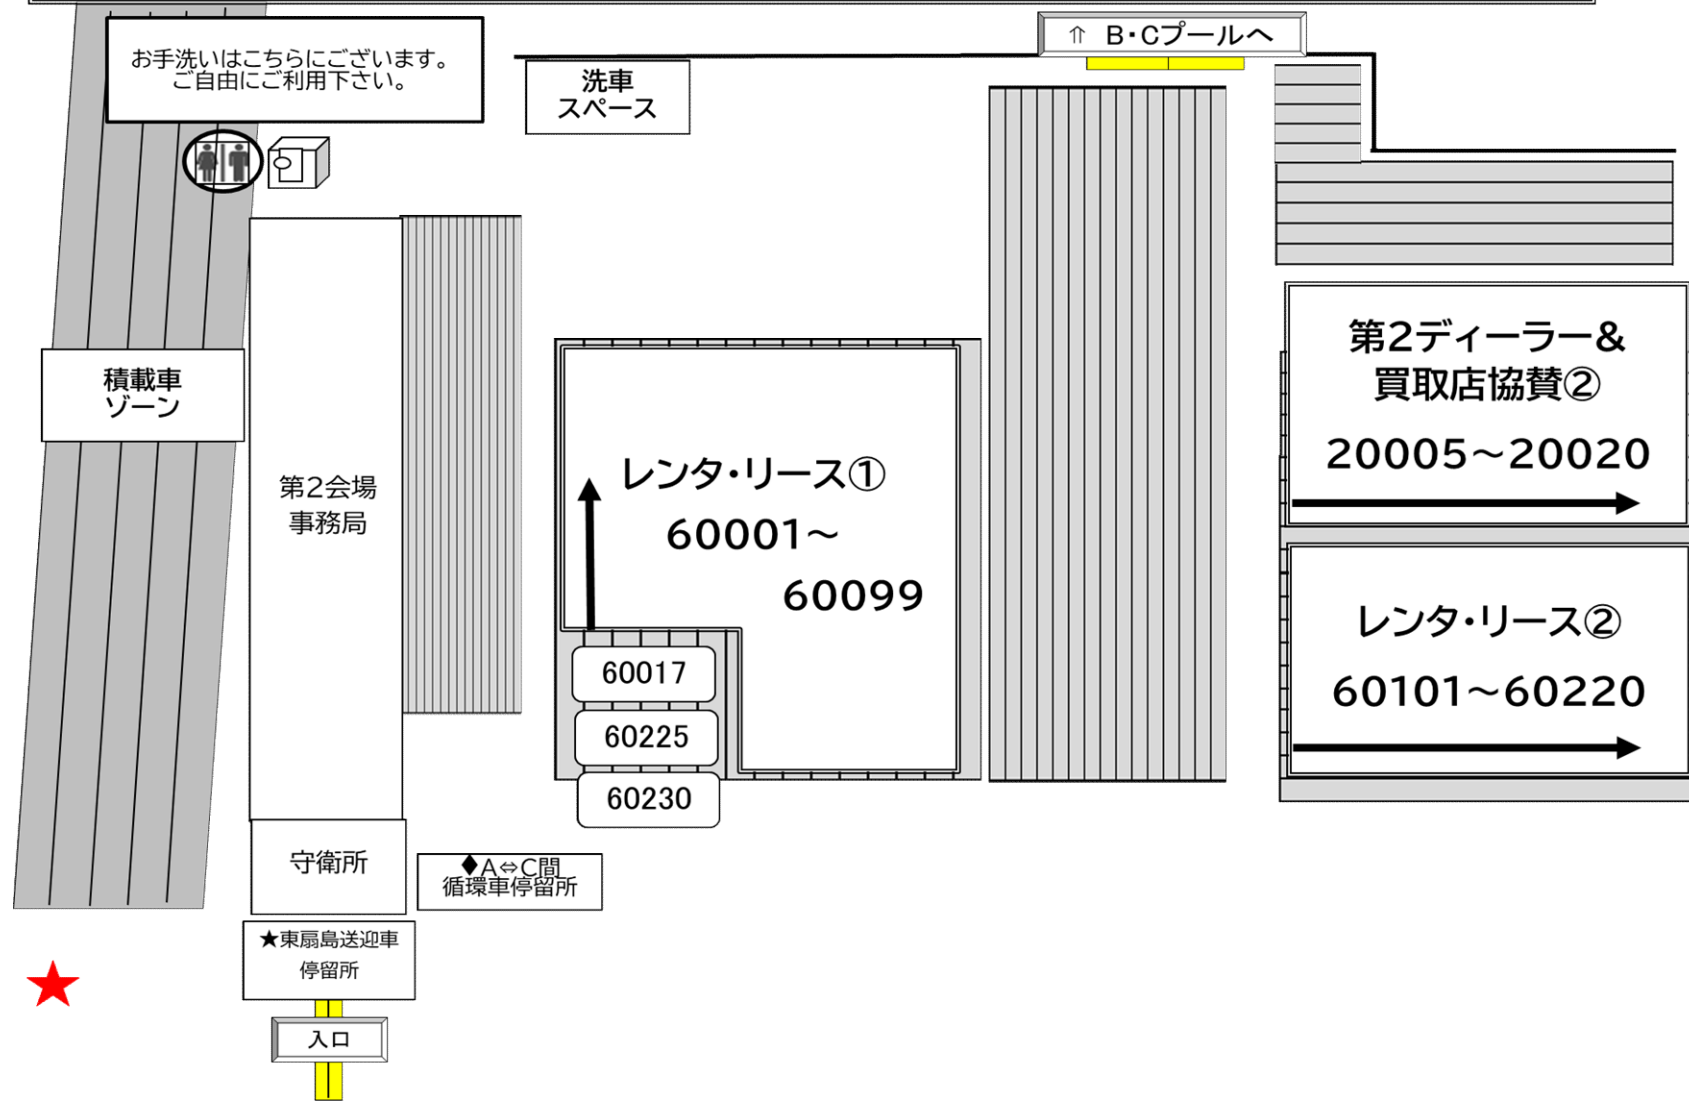 ⇑ B・Cプールへ
お手洗いはこちらにございます。
ご自由にご利用下さい。
洗車
スペース
積載車
ゾーン
第2会場
事務局
レンタ・リース①
60001～
60099
60017
60225
60230
第2ディーラー&
買取店協賛②
20005～20020
レンタ・リース②
60101～60220
守衛所
◆A⇔C間
循環車停留所
★東扇島送迎車
停留所
入口